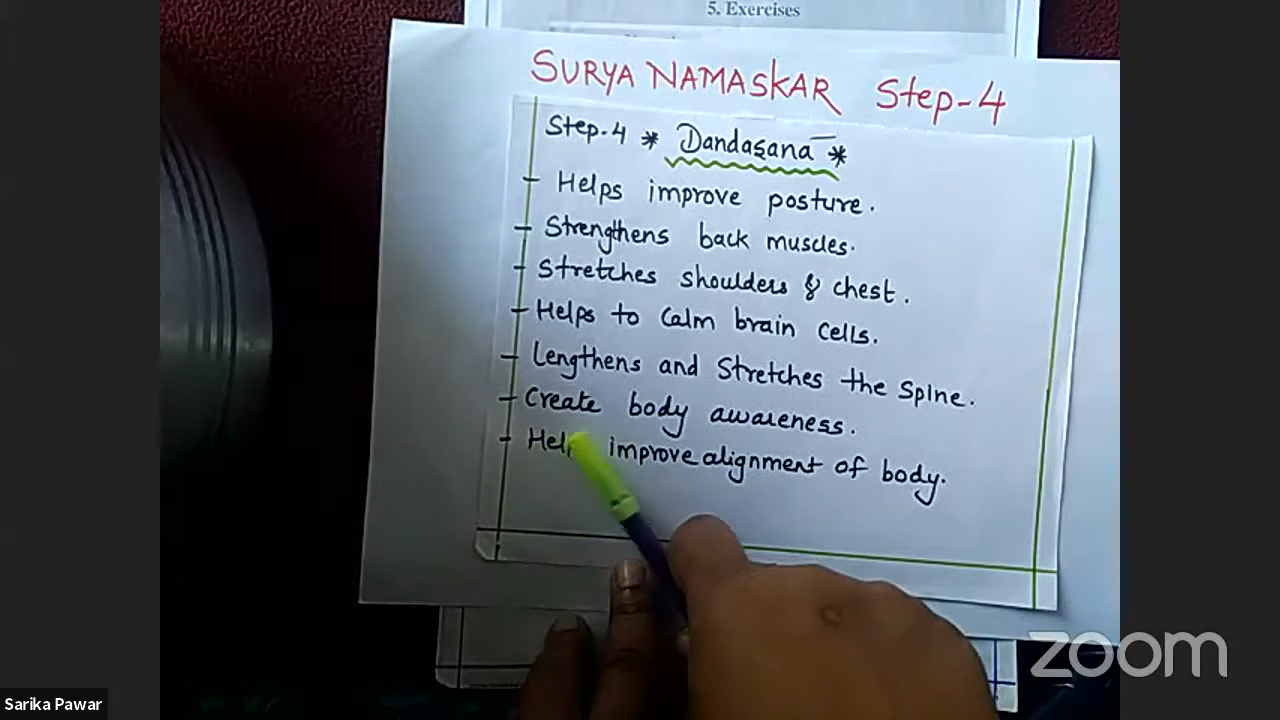 5. Exercises
SURYA NAMASKAR Step-4
Step-4 * Dandasana *
- Helps improve posture.
- Strengthens back muscles.
- Stretches shoulders & chest.
- Helps to calm brain cells.
- Lengthens and Stretches the Spine.
- Create body awareness.
- Help improve alignment of body.
zoom
Sarika Pawar